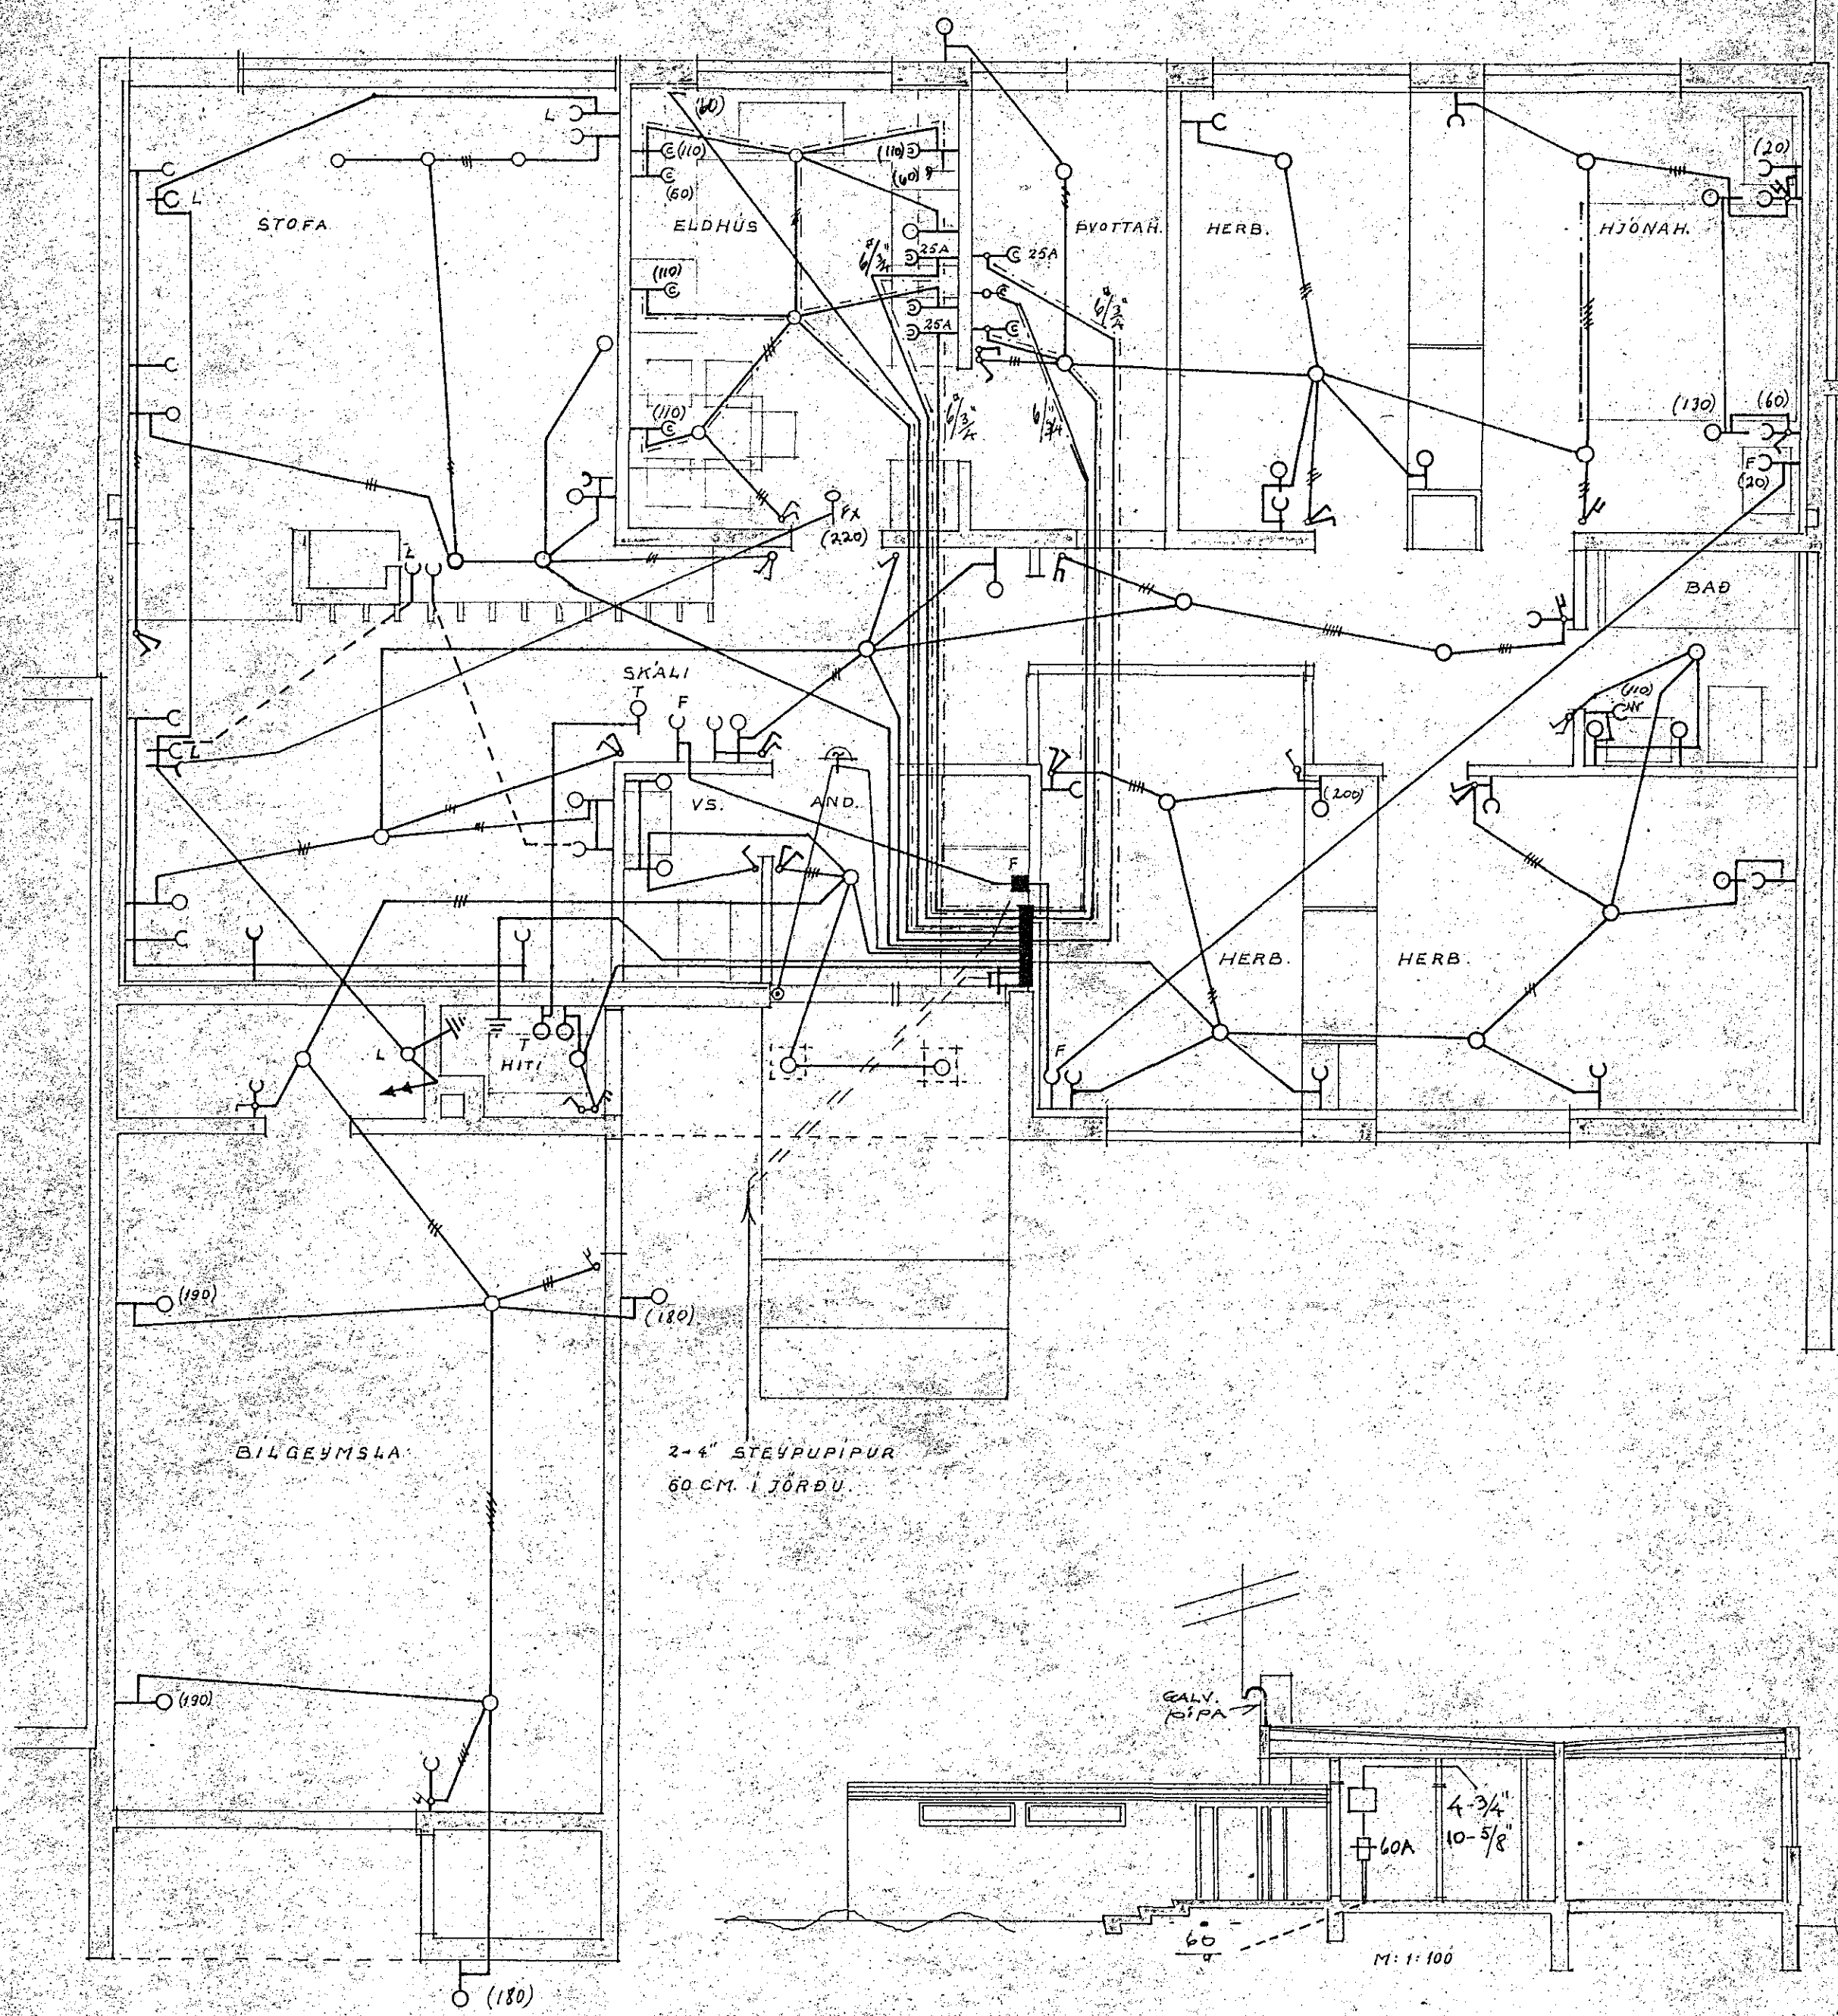 (60)
L
(110)
(110)
(60)
(60)
(20)
L
STOFA
ELDHÚS
ÞVOTTAH.
HERB.
HJÓNAH.
25A
25A
6/3/4"
(110)
6/3/4"
25A
(110)
6/3/4"
6/3/4"
(130)
(60)
F
(20)
FX
(220)
L
BAÐ
SKÁLI
T
F
(110)
L
VS.
AND.
(200)
F
HERB.
HERB.
L
T
HITI
F
(190)
(180)
BÍLGEYMSLA
2-4" STEYPUPÍPUR
60 CM. Í JÖRÐU.
(190)
GALV.
PÍPA
4-3/4"
10-5/8"
60A
60
M: 1:100
(180)